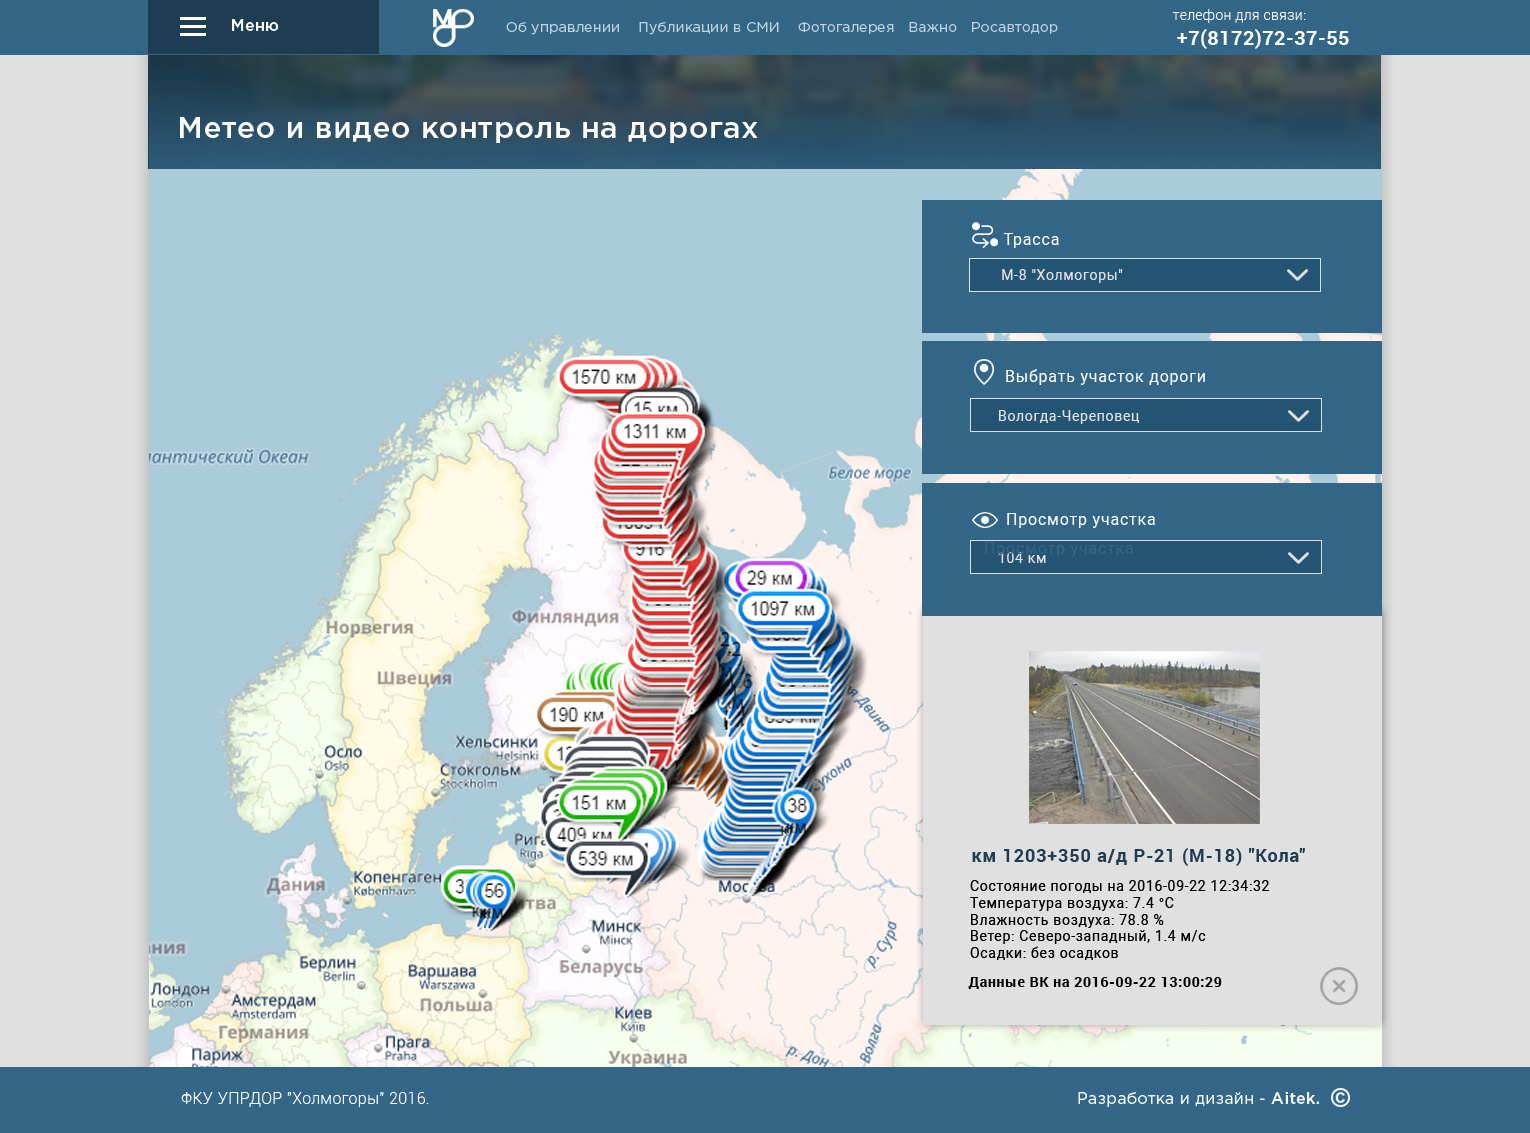 Меню
Об управлении
Публикации в СМИ
Фотогалерея
Важно
Росавтодор
телефон для связи:
+7(8172)72-37-55
Метео и видео контроль на дорогах
Трасса
М-8 "Холмогоры"
Выбрать участок дороги
Вологда-Череповец
Просмотр участка
Просмотр участка
104 км
1570 км
15 км
1311 км
Белое море
916
29 км
1097 км
Финляндия
Норвегия
Швеция
190 км
Двина
Осло
Oslo
Хельсинки
Helsinki
Стокгольм
Stockholm
Сухона
151 км
38
км
409 км
Рига
Riga
539 км
Москва
Дания
Копенгаген
København
56
км
Минск
Мінск
Беларусь
р. Сура
Берлин
Berlin
Варшава
Warszawa
Польша
Лондон
London
Амстердам
Amsterdam
Германия
Киев
Київ
Волга
р. Дон
Прага
Praha
Париж
Украина
км 1203+350 а/д Р-21 (М-18) "Кола"
Состояние погоды на 2016-09-22 12:34:32
Температура воздуха: 7.4 °С
Влажность воздуха: 78.8 %
Ветер: Северо-западный, 1.4 м/с
Осадки: без осадков
Данные ВК на 2016-09-22 13:00:29
ФКУ УПРДОР "Холмогоры" 2016.
Разработка и дизайн - Aitek. ©